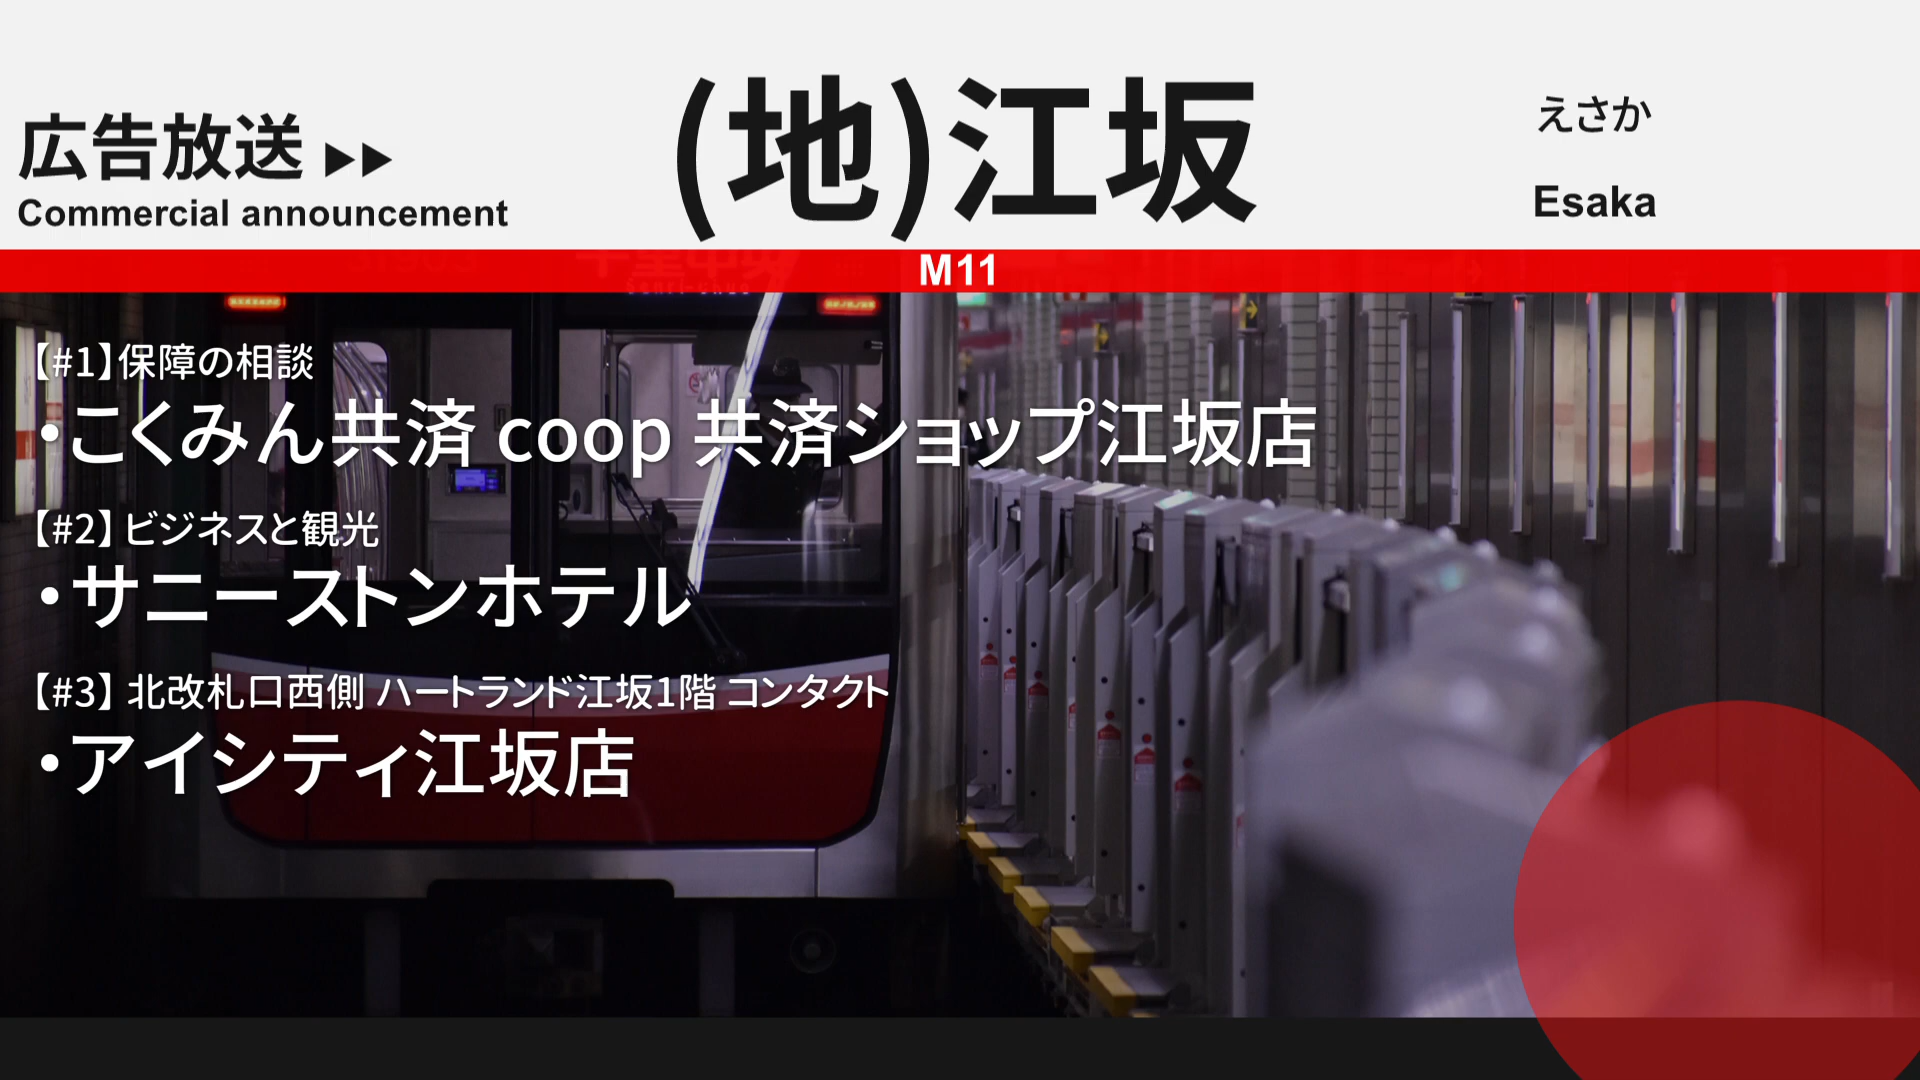 広告放送 ▶▶
Commercial announcement
(地)江坂
えさか
Esaka
M11
【#1】保障の相談
・こくみん共済 coop 共済ショップ江坂店
【#2】ビジネスと観光
・サニーストンホテル
【#3】北改札口西側 ハートランド江坂1階 コンタクト
・アイシティ江坂店